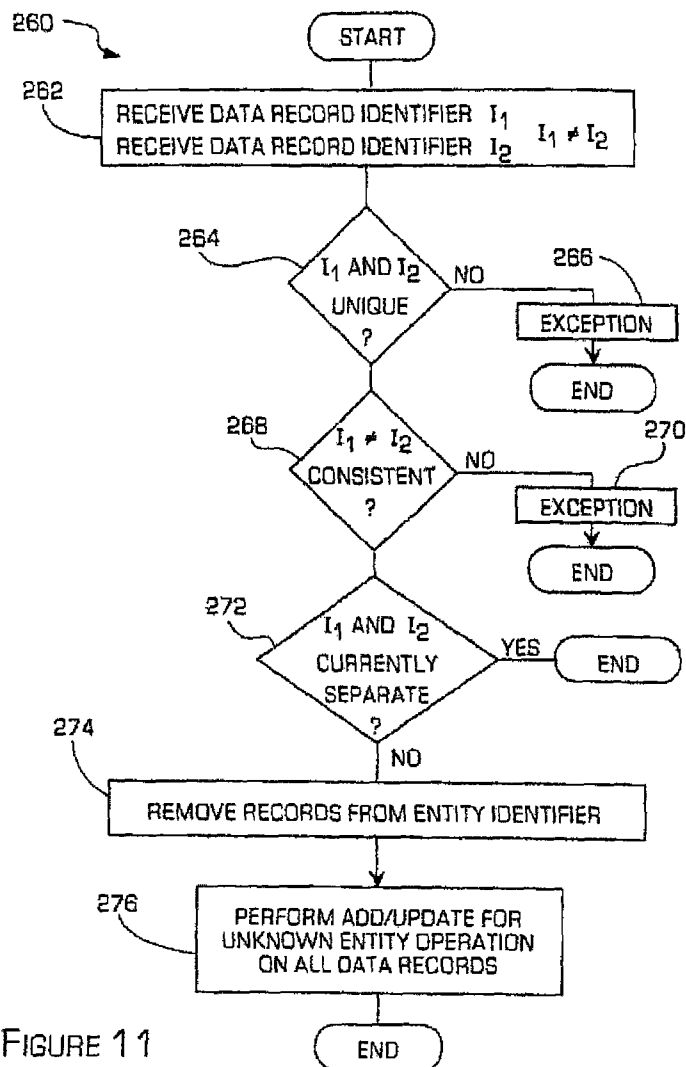 260
START
262
RECEIVE DATA RECORD IDENTIFIER I1
RECEIVE DATA RECORD IDENTIFIER I2
I1 ≠ I2
264
I1 AND I2
UNIQUE
?
NO
266
EXCEPTION
END
268
I1 ≠ I2
CONSISTENT
?
NO
270
EXCEPTION
END
272
I1 AND I2
CURRENTLY
SEPARATE
?
YES
END
NO
274
REMOVE RECORDS FROM ENTITY IDENTIFIER
276
PERFORM ADD/UPDATE FOR
UNKNOWN ENTITY OPERATION
ON ALL DATA RECORDS
END
FIGURE 11